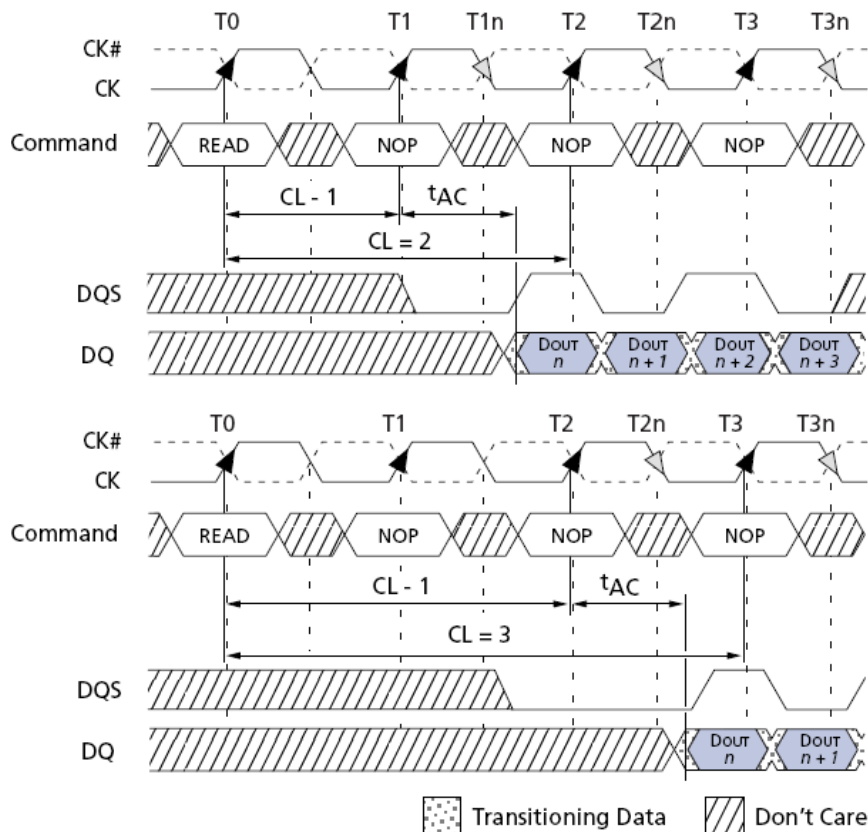 T0 T1 T1n T2 T2n T3 T3n
CK#
CK
Command READ NOP NOP NOP
CL - 1 tAC
CL = 2
DQS
DQ DOUT n DOUT n + 1 DOUT n + 2 DOUT n + 3
T0 T1 T2 T2n T3 T3n
CK#
CK
Command READ NOP NOP NOP
CL - 1 tAC
CL = 3
DQS
DQ DOUT n DOUT n + 1
Transitioning Data Don't Care